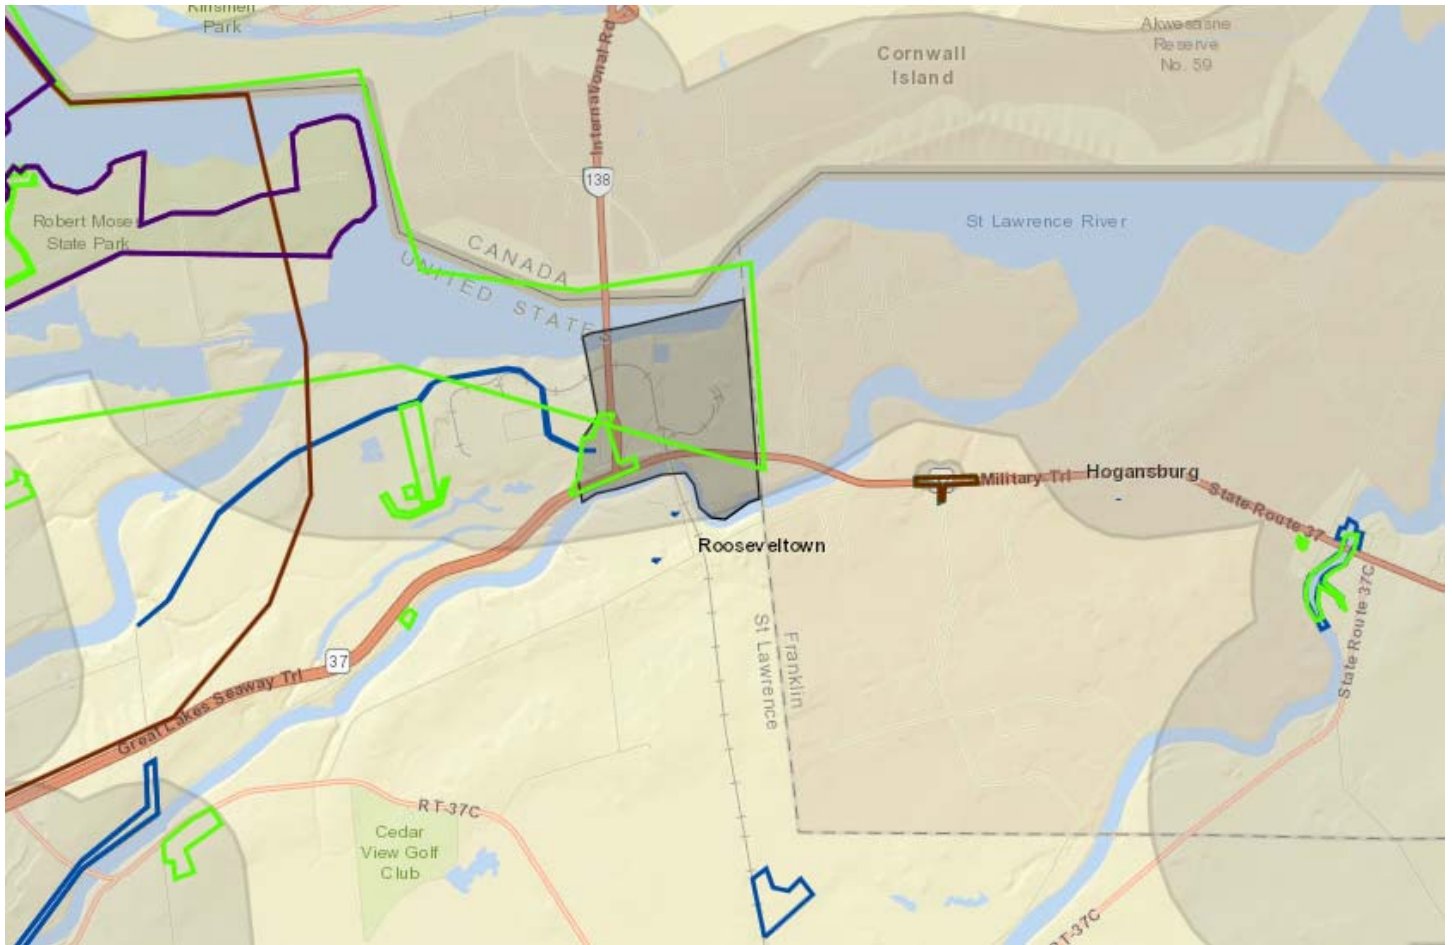 Kinsmen
Park
International Rd
Cornwall
Island
Akwesasne
Reserve
No. 59
138
Robert Moses
State Park
St Lawrence River
CANADA
UNITED STATES
Military Trl
Hogansburg
State Route 37
Rooseveltown
State Route 37C
37
St Lawrence
Franklin
Great Lakes Seaway Trl
RT-37C
Cedar
View Golf
Club
RT-37C